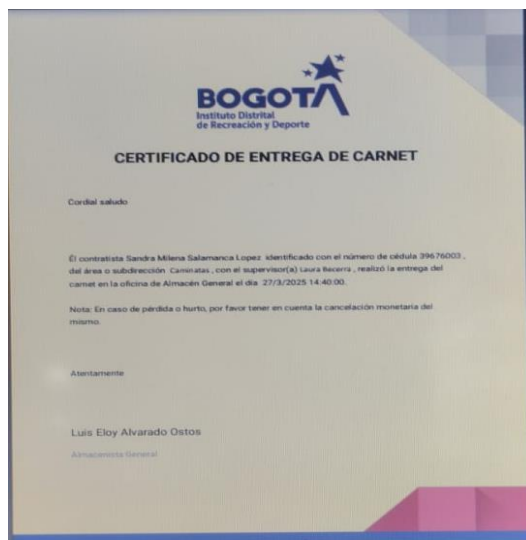 BOGOTÁ
Instituto Distrital
de Recreación y Deporte
CERTIFICADO DE ENTREGA DE CARNET
Cordial saludo
Él contratista Sandra Milena Salamanca Lopez identificado con el número de cédula 39676003 ,
del área o subdirección Caminatas , con el supervisor(a) Laura Becerra , realizó la entrega del
carnet en la oficina de Almacén General el día 27/3/2025 14:40:00.
Nota: En caso de pérdida o hurto, por favor tener en cuenta la cancelación monetaria del
mismo.
Atentamente
Luis Eloy Alvarado Ostos
Almacenista General